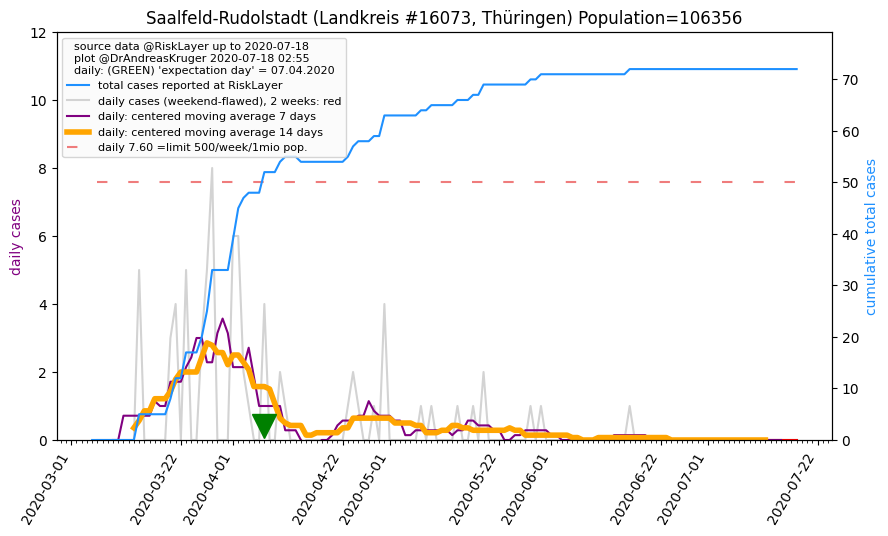 Saalfeld-Rudolstadt (Landkreis #16073, Thüringen) Population=106356
source data @RiskLayer up to 2020-07-18
plot @DrAndreasKruger 2020-07-18 02:55
daily: (GREEN) 'expectation day' = 07.04.2020
total cases reported at RiskLayer
daily cases (weekend-flawed), 2 weeks: red
daily: centered moving average 7 days
daily: centered moving average 14 days
daily 7.60 =limit 500/week/1mio pop.
daily cases
12
10
8
6
4
2
0
cumulative total cases
70
60
50
40
30
20
10
0
2020-03-01
2020-03-22
2020-04-01
2020-04-22
2020-05-01
2020-05-22
2020-06-01
2020-06-22
2020-07-01
2020-07-22